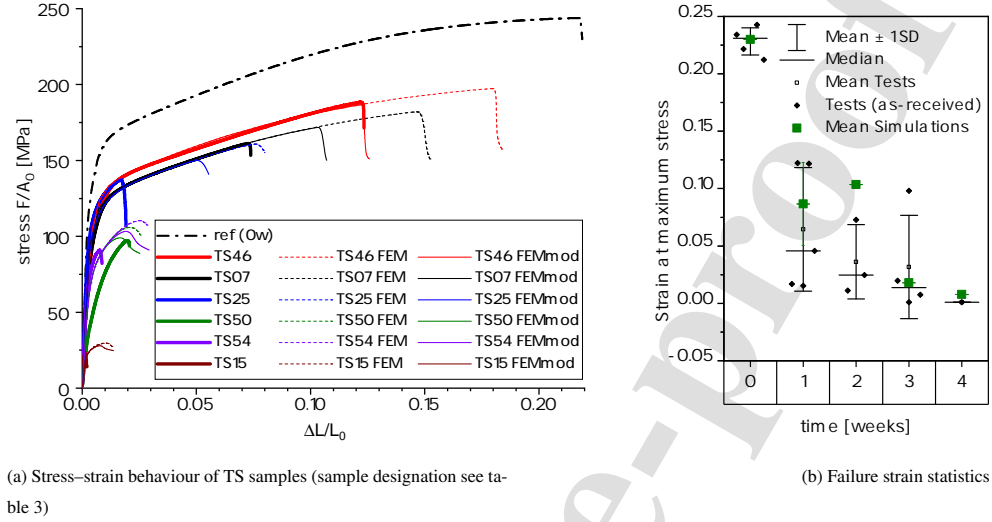 250
200
150
100
50
0
stress F/A0 [MPa]
ref (0w)
TS46 TS46 FEM TS46 FEMmod
TS07 TS07 FEM TS07 FEMmod
TS25 TS25 FEM TS25 FEMmod
TS50 TS50 FEM TS50 FEMmod
TS54 TS54 FEM TS54 FEMmod
TS15 TS15 FEM TS15 FEMmod
0.00 0.05 0.10 0.15 0.20
ΔL/L0
(a) Stress–strain behaviour of TS samples (sample designation see ta-
ble 3)
0.25
0.20
0.15
0.10
0.05
0.00
-0.05
Strain at maximum stress
Mean ± 1SD
Median
Mean Tests
Tests (as-received)
Mean Simulations
0 1 2 3 4
time [weeks]
(b) Failure strain statistics
e-proof